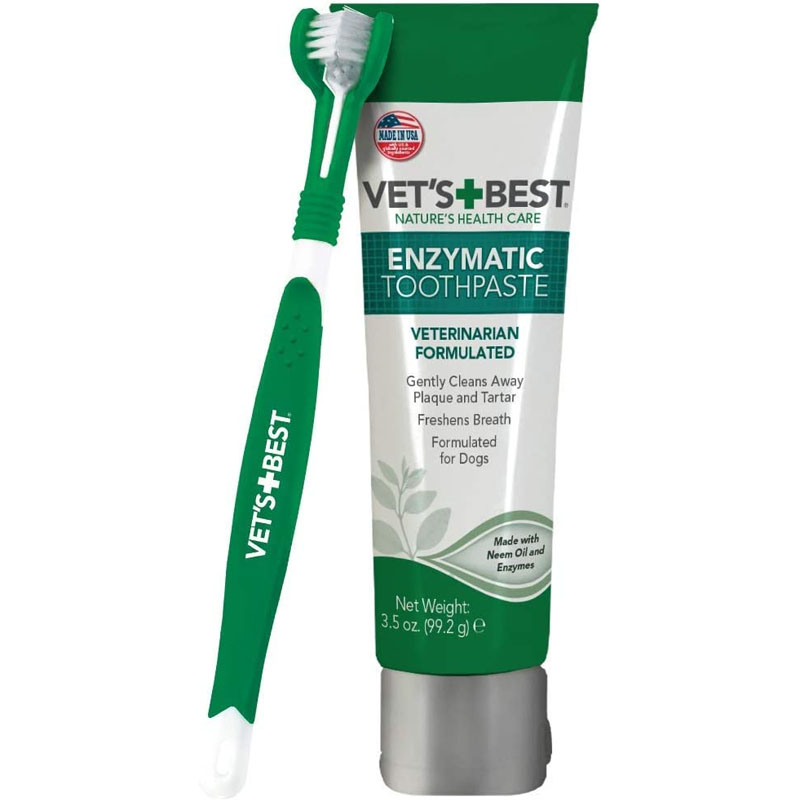 MADE IN USA
VET'S+BEST®
NATURE'S HEALTH CARE
ENZYMATIC
TOOTHPASTE
VETERINARIAN
FORMULATED
Gently Cleans Away
Plaque and Tartar
Freshens Breath
Formulated
for Dogs
Made with
Neem Oil and
Enzymes
Net Weight:
3.5 oz. (99.2 g) ℮
VET'S+BEST®